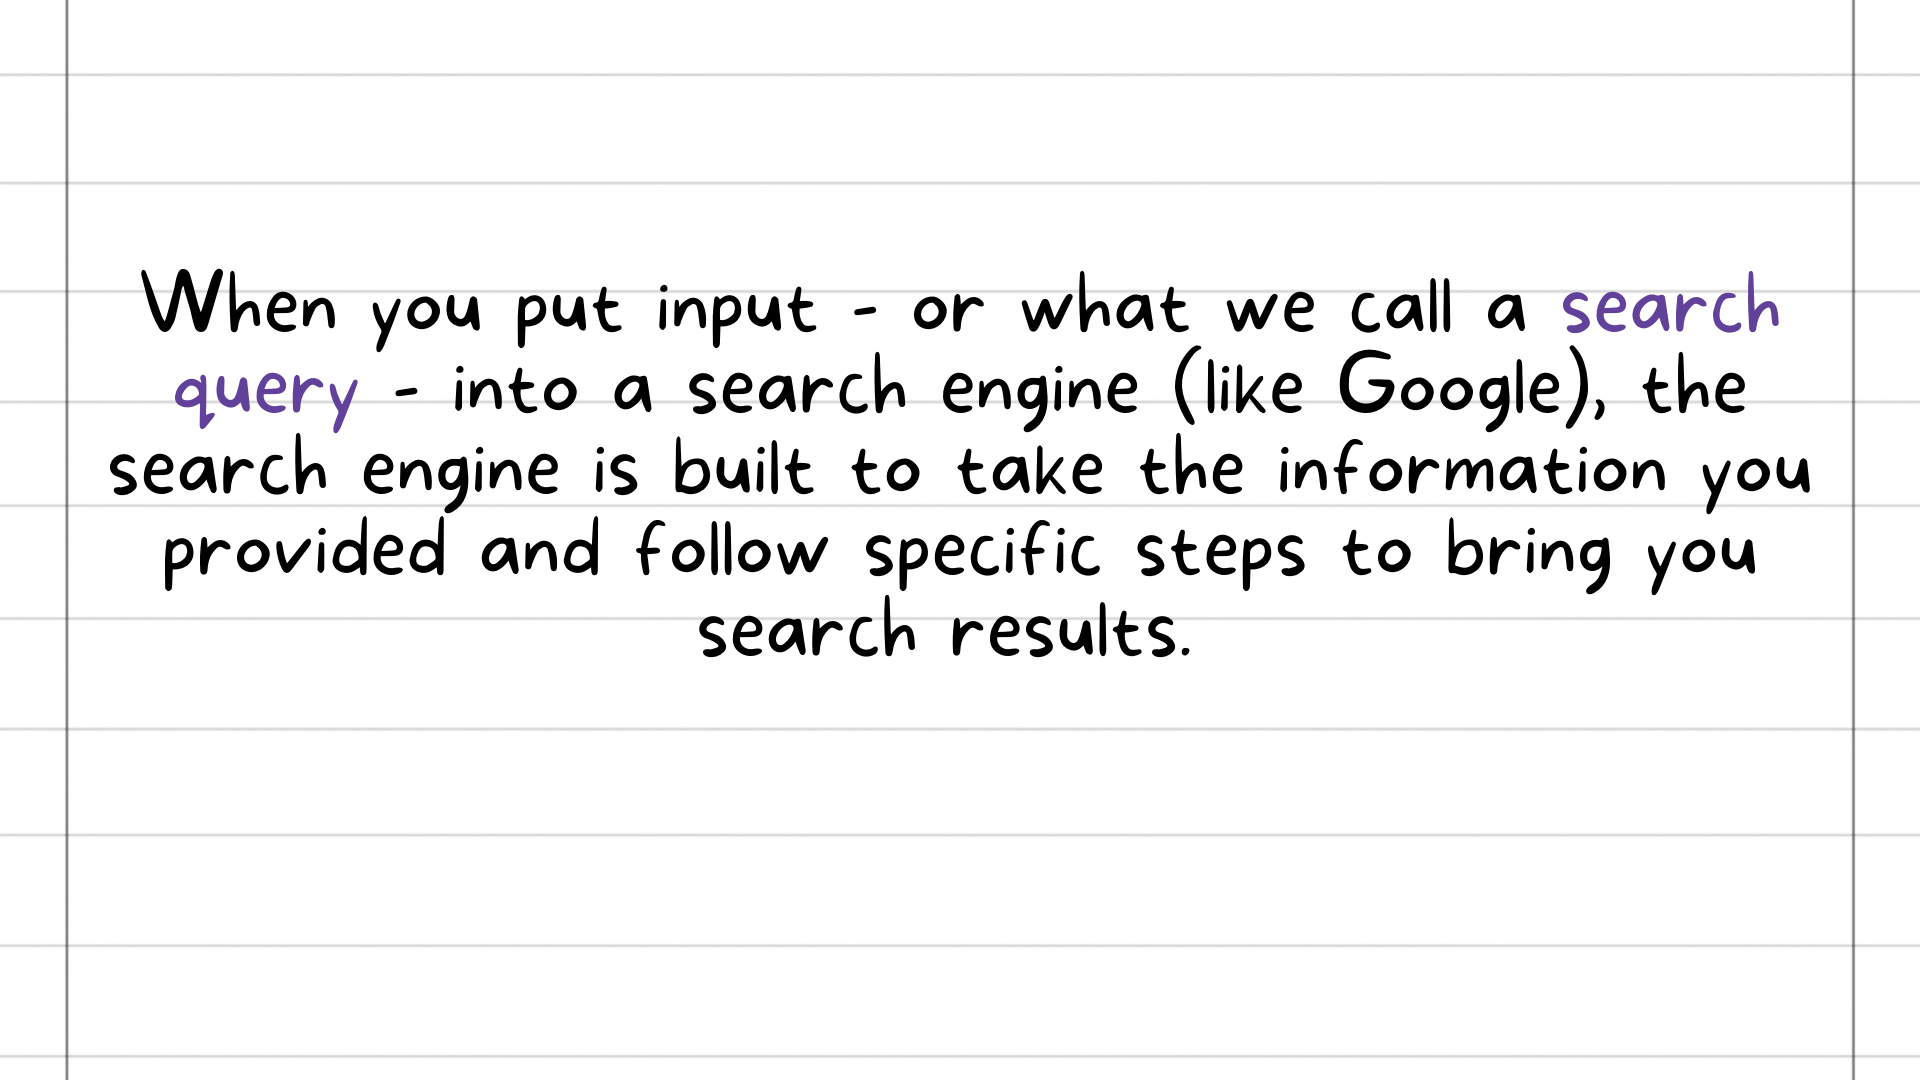 When you put input - or what we call a search
query - into a search engine (like Google), the
search engine is built to take the information you
provided and follow specific steps to bring you
search results.